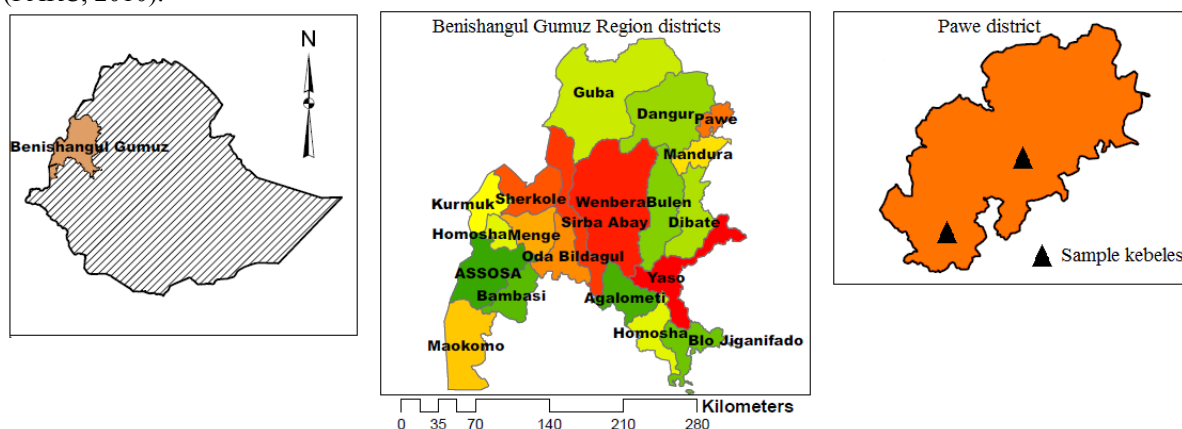 Benishangul Gumuz Region districts
Pawe district
N
Benishangul Gumuz
Guba
Dangur
Pawe
Mandura
Kurmuk
Sherkole
Wenbera
Bulen
Homosha
Menge
Sirba Abay
Dibate
Oda Bildagul
ASSOSA
Yaso
Bambasi
Agalometi
Maokomo
Homosha
Blo Jiganifado
Sample kebeles
Kilometers
0 35 70 140 210 280